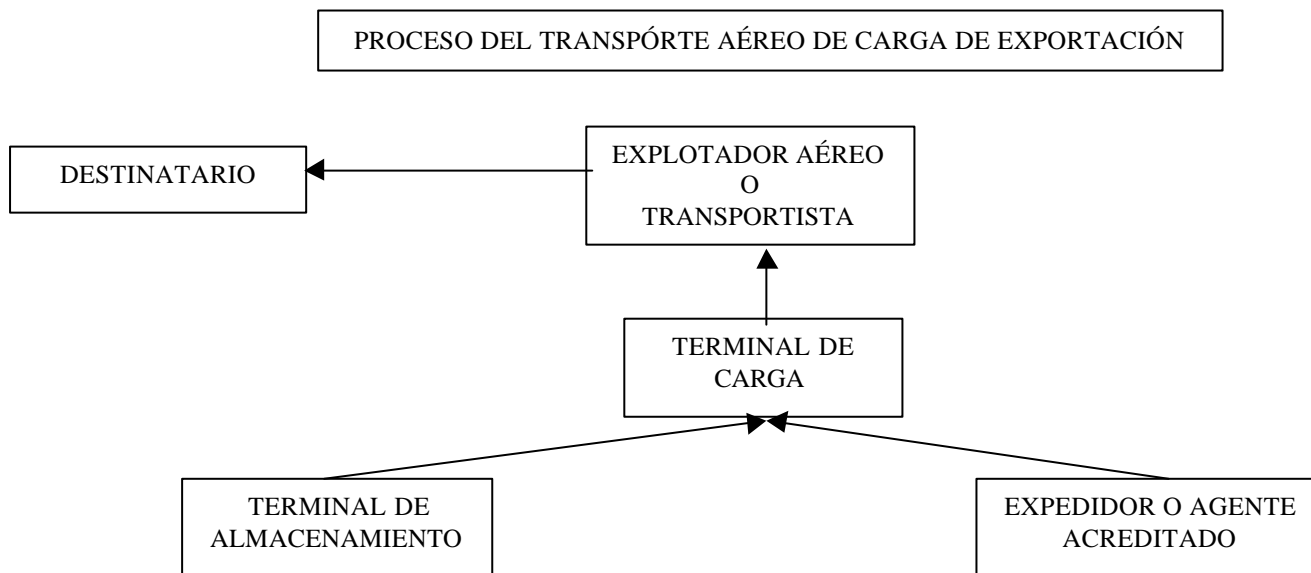 PROCESO DEL TRANSPÓRTE AÉREO DE CARGA DE EXPORTACIÓN
DESTINATARIO
EXPLOTADOR AÉREO
O
TRANSPORTISTA
TERMINAL DE
CARGA
TERMINAL DE
ALMACENAMIENTO
EXPEDIDOR O AGENTE
ACREDITADO